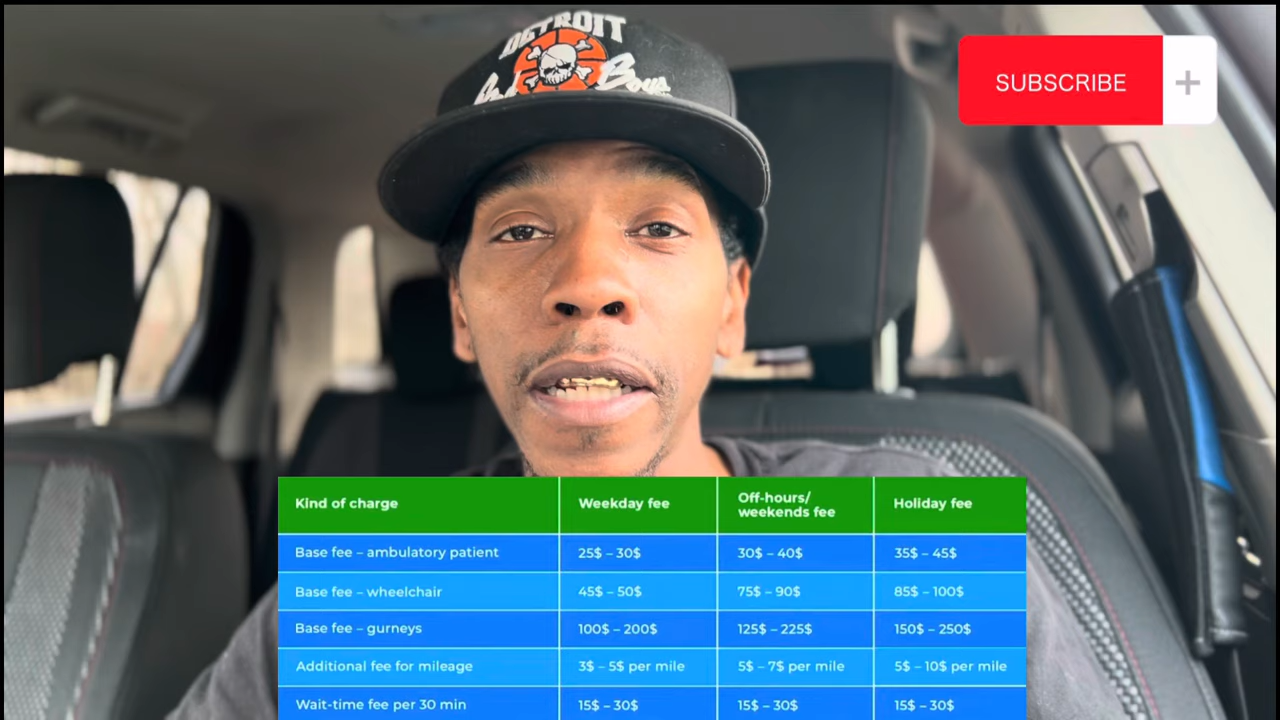 DETROIT
Bad Boys
SUBSCRIBE
Kind of charge Weekday fee Off-hours/ weekends fee Holiday fee
Base fee – ambulatory patient 25$ – 30$ 30$ – 40$ 35$ – 45$
Base fee – wheelchair 45$ – 50$ 75$ – 90$ 85$ – 100$
Base fee – gurneys 100$ – 200$ 125$ – 225$ 150$ – 250$
Additional fee for mileage 3$ – 5$ per mile 5$ – 7$ per mile 5$ – 10$ per mile
Wait-time fee per 30 min 15$ – 30$ 15$ – 30$ 15$ – 30$